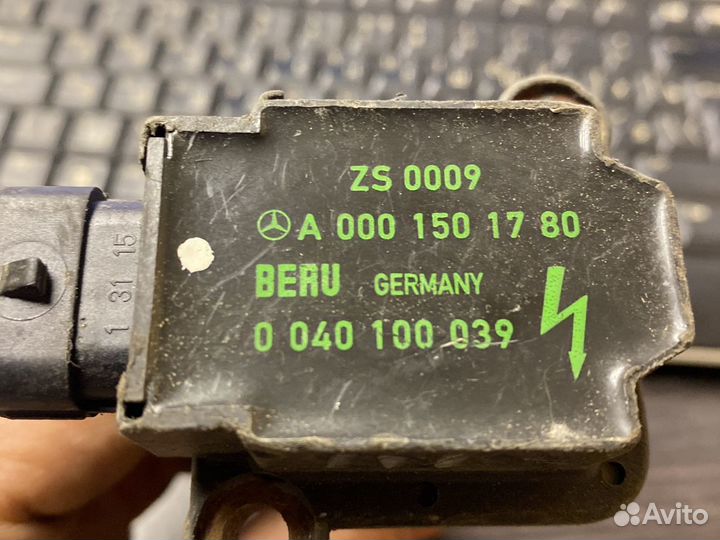 ZS 0009
A 000 150 17 80
BERU GERMANY
0 040 100 039
1 31 15
Avito